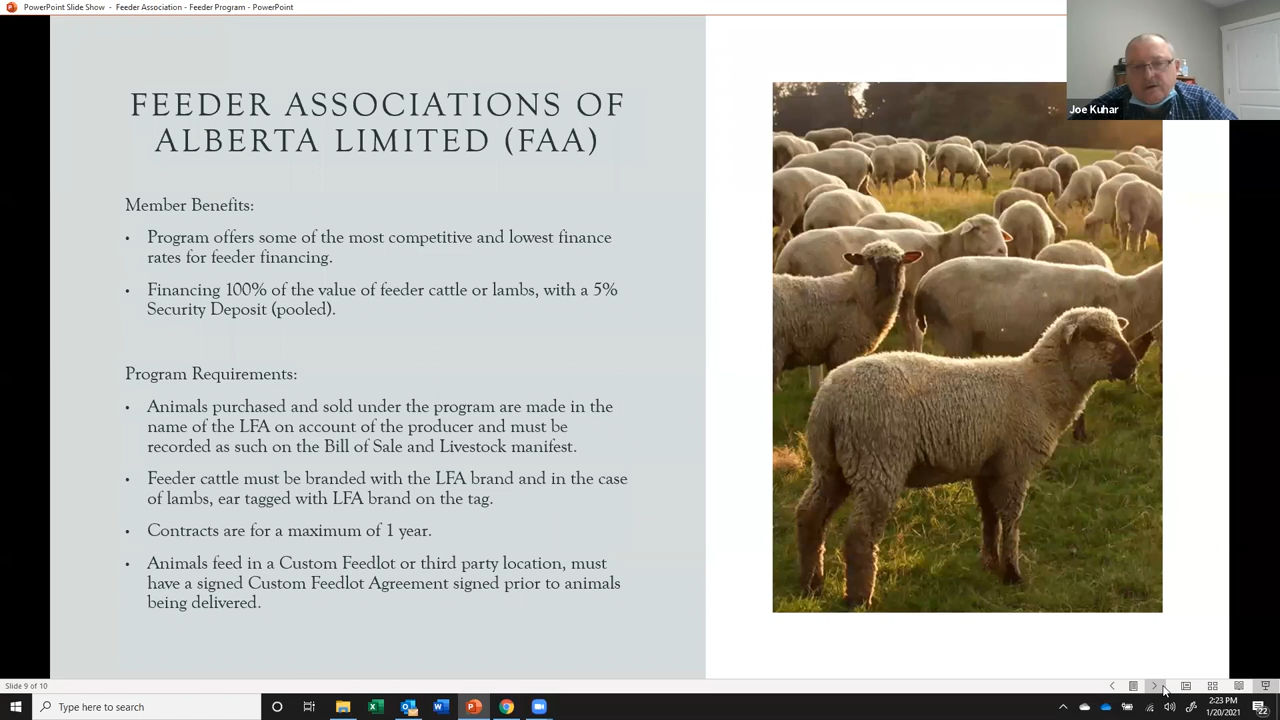 PowerPoint Slide Show - Feeder Association - Feeder Program - PowerPoint
Joe Kuhar
FEEDER ASSOCIATIONS OF
ALBERTA LIMITED (FAA)
Member Benefits:
• Program offers some of the most competitive and lowest finance
rates for feeder financing.
• Financing 100% of the value of feeder cattle or lambs, with a 5%
Security Deposit (pooled).
Program Requirements:
• Animals purchased and sold under the program are made in the
name of the LFA on account of the producer and must be
recorded as such on the Bill of Sale and Livestock manifest.
• Feeder cattle must be branded with the LFA brand and in the case
of lambs, ear tagged with LFA brand on the tag.
• Contracts are for a maximum of 1 year.
• Animals feed in a Custom Feedlot or third party location, must
have a signed Custom Feedlot Agreement signed prior to animals
being delivered.
Slide 9 of 10
Type here to search
2:23 PM
1/20/2021
22